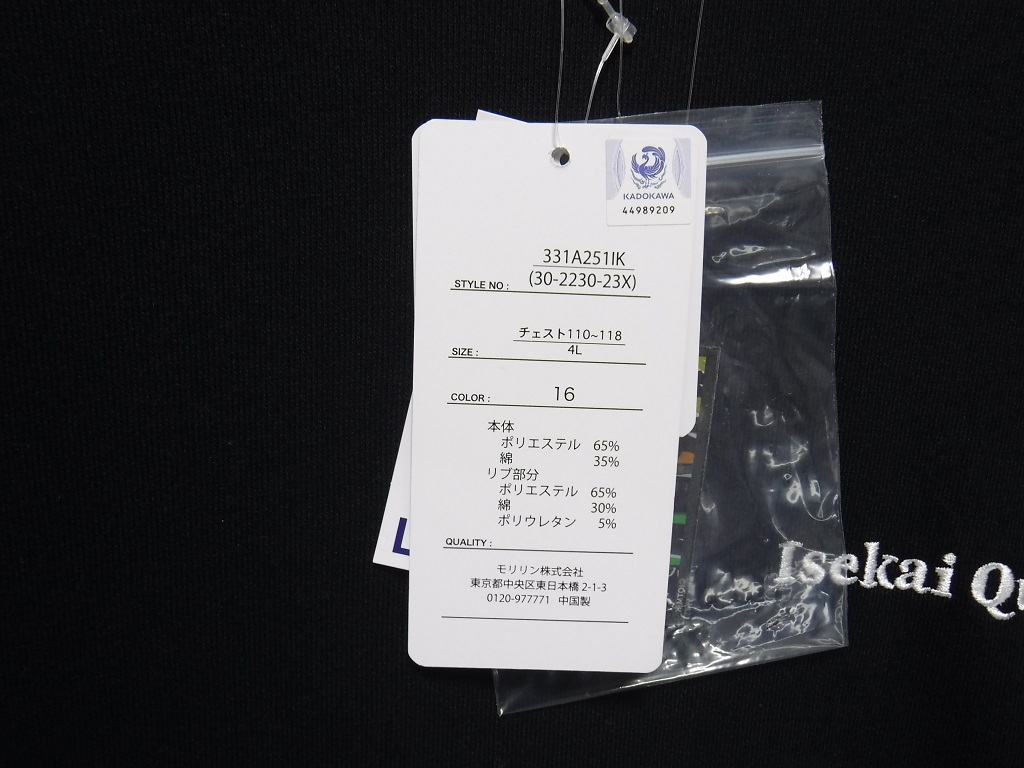 KADOKAWA
44989209
331A251IK
STYLE NO : (30-2230-23X)
チェスト110~118
SIZE : 4L
COLOR : 16
本体
ポリエステル 65%
綿 35%
リブ部分
ポリエステル 65%
綿 30%
ポリウレタン 5%
QUALITY :
モリリン株式会社
東京都中央区東日本橋 2-1-3
0120-977771 中国製
L
Isekai Qu